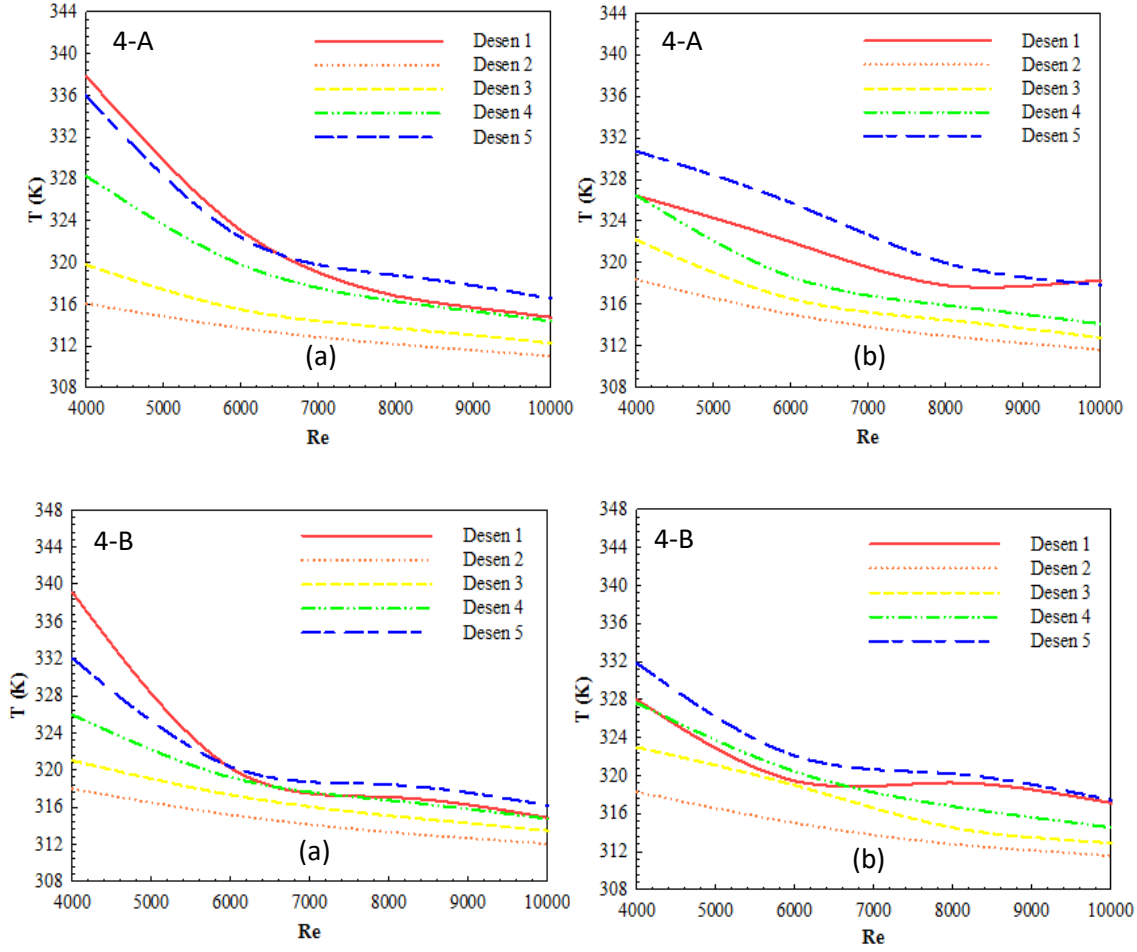 4-A
Desen 1
Desen 2
Desen 3
Desen 4
Desen 5
T (K)
344
340
336
332
328
324
320
316
312
308
(a)
4000 5000 6000 7000 8000 9000 10000
Re
4-A
Desen 1
Desen 2
Desen 3
Desen 4
Desen 5
T (K)
344
340
336
332
328
324
320
316
312
308
(b)
4000 5000 6000 7000 8000 9000 10000
Re
4-B
Desen 1
Desen 2
Desen 3
Desen 4
Desen 5
T (K)
348
344
340
336
332
328
324
320
316
312
308
(a)
4000 5000 6000 7000 8000 9000 10000
Re
4-B
Desen 1
Desen 2
Desen 3
Desen 4
Desen 5
T (K)
348
344
340
336
332
328
324
320
316
312
308
(b)
4000 5000 6000 7000 8000 9000 10000
Re